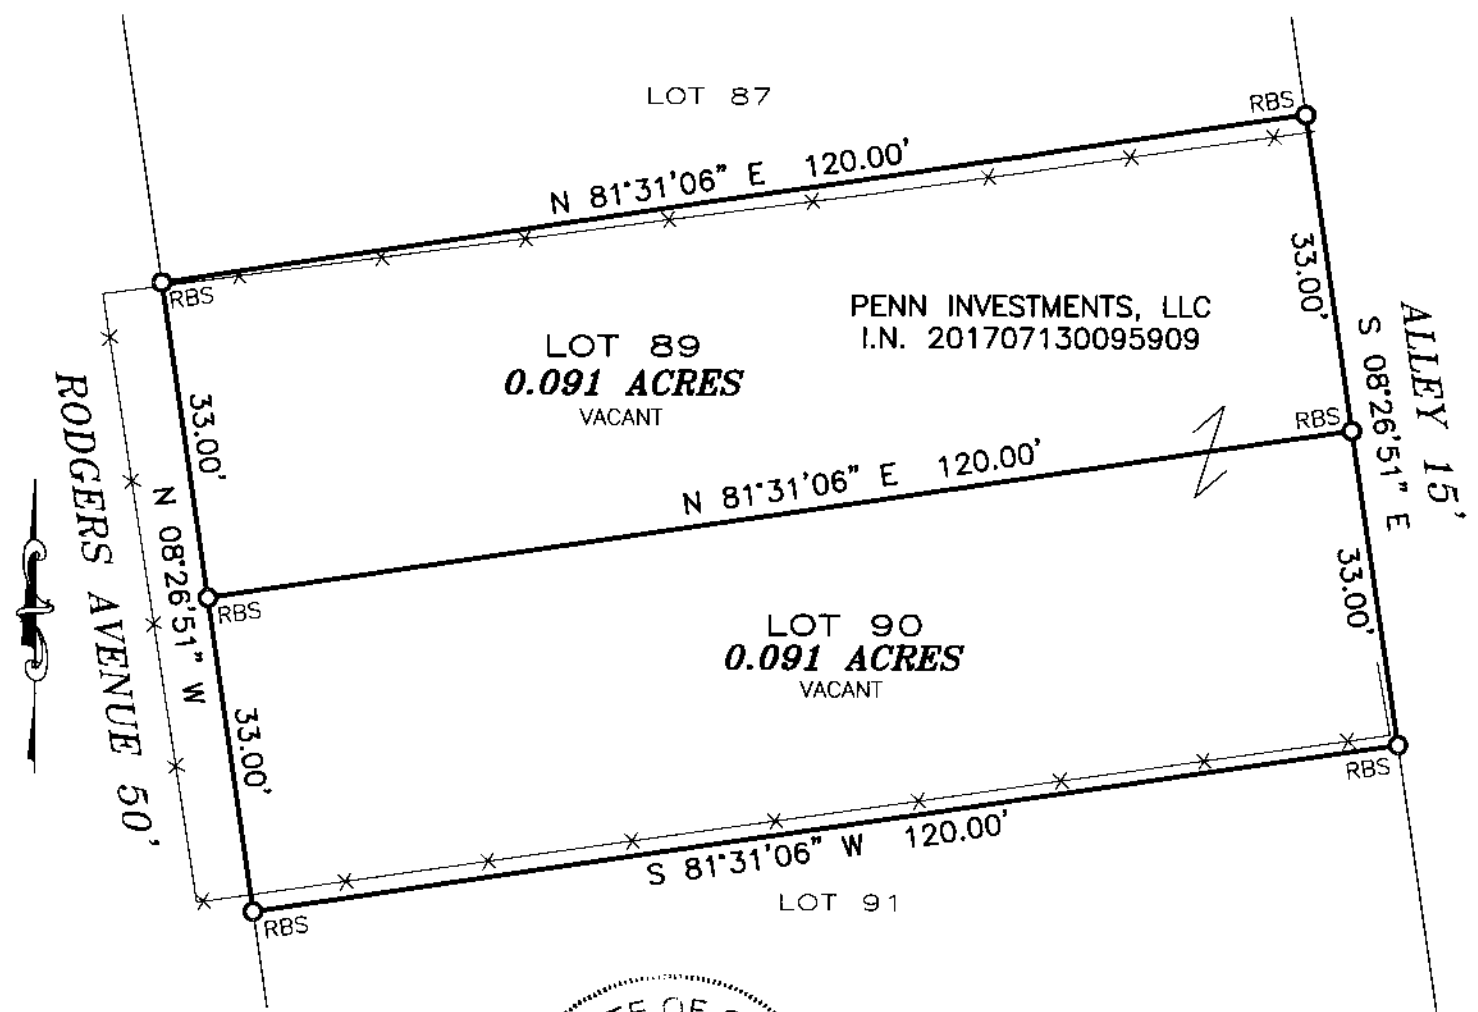 LOT 87
RBS
N 81°31'06" E 120.00'
RBS
33.00'
PENN INVESTMENTS, LLC
I.N. 201707130095909
LOT 89
0.091 ACRES
VACANT
ALLEY 15'
S 08°26'51" E
RODGERS AVENUE 50'
33.00'
N 08°26'51" W
RBS
N 81°31'06" E 120.00'
RBS
LOT 90
0.091 ACRES
VACANT
33.00'
33.00'
RBS
S 81°31'06" W 120.00'
LOT 91
RBS
TE OF